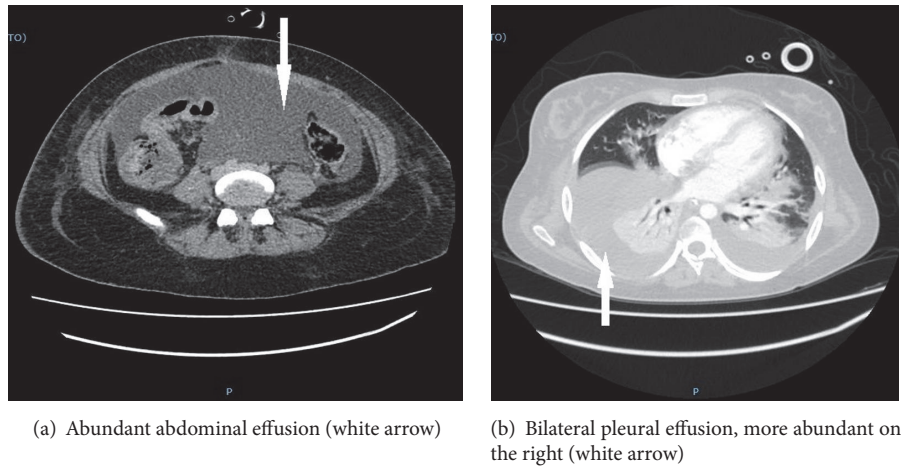 TO)
TO)
P
P
(a) Abundant abdominal effusion (white arrow)
(b) Bilateral pleural effusion, more abundant on
the right (white arrow)